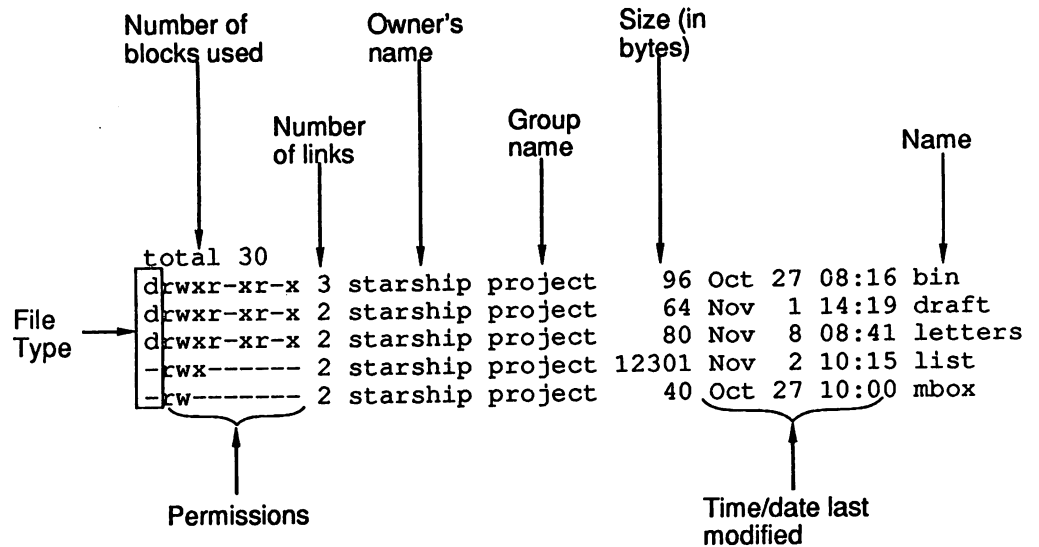 Number of
blocks used
Owner's
name
Size (in
bytes)
Number
of links
Group
name
Name
total 30
drwxr-xr-x 3 starship project 96 Oct 27 08:16 bin
drwxr-xr-x 2 starship project 64 Nov 1 14:19 draft
drwxr-xr-x 2 starship project 80 Nov 8 08:41 letters
-rwx------ 2 starship project 12301 Nov 2 10:15 list
-rw------- 2 starship project 40 Oct 27 10:00 mbox
File
Type
Permissions
Time/date last
modified